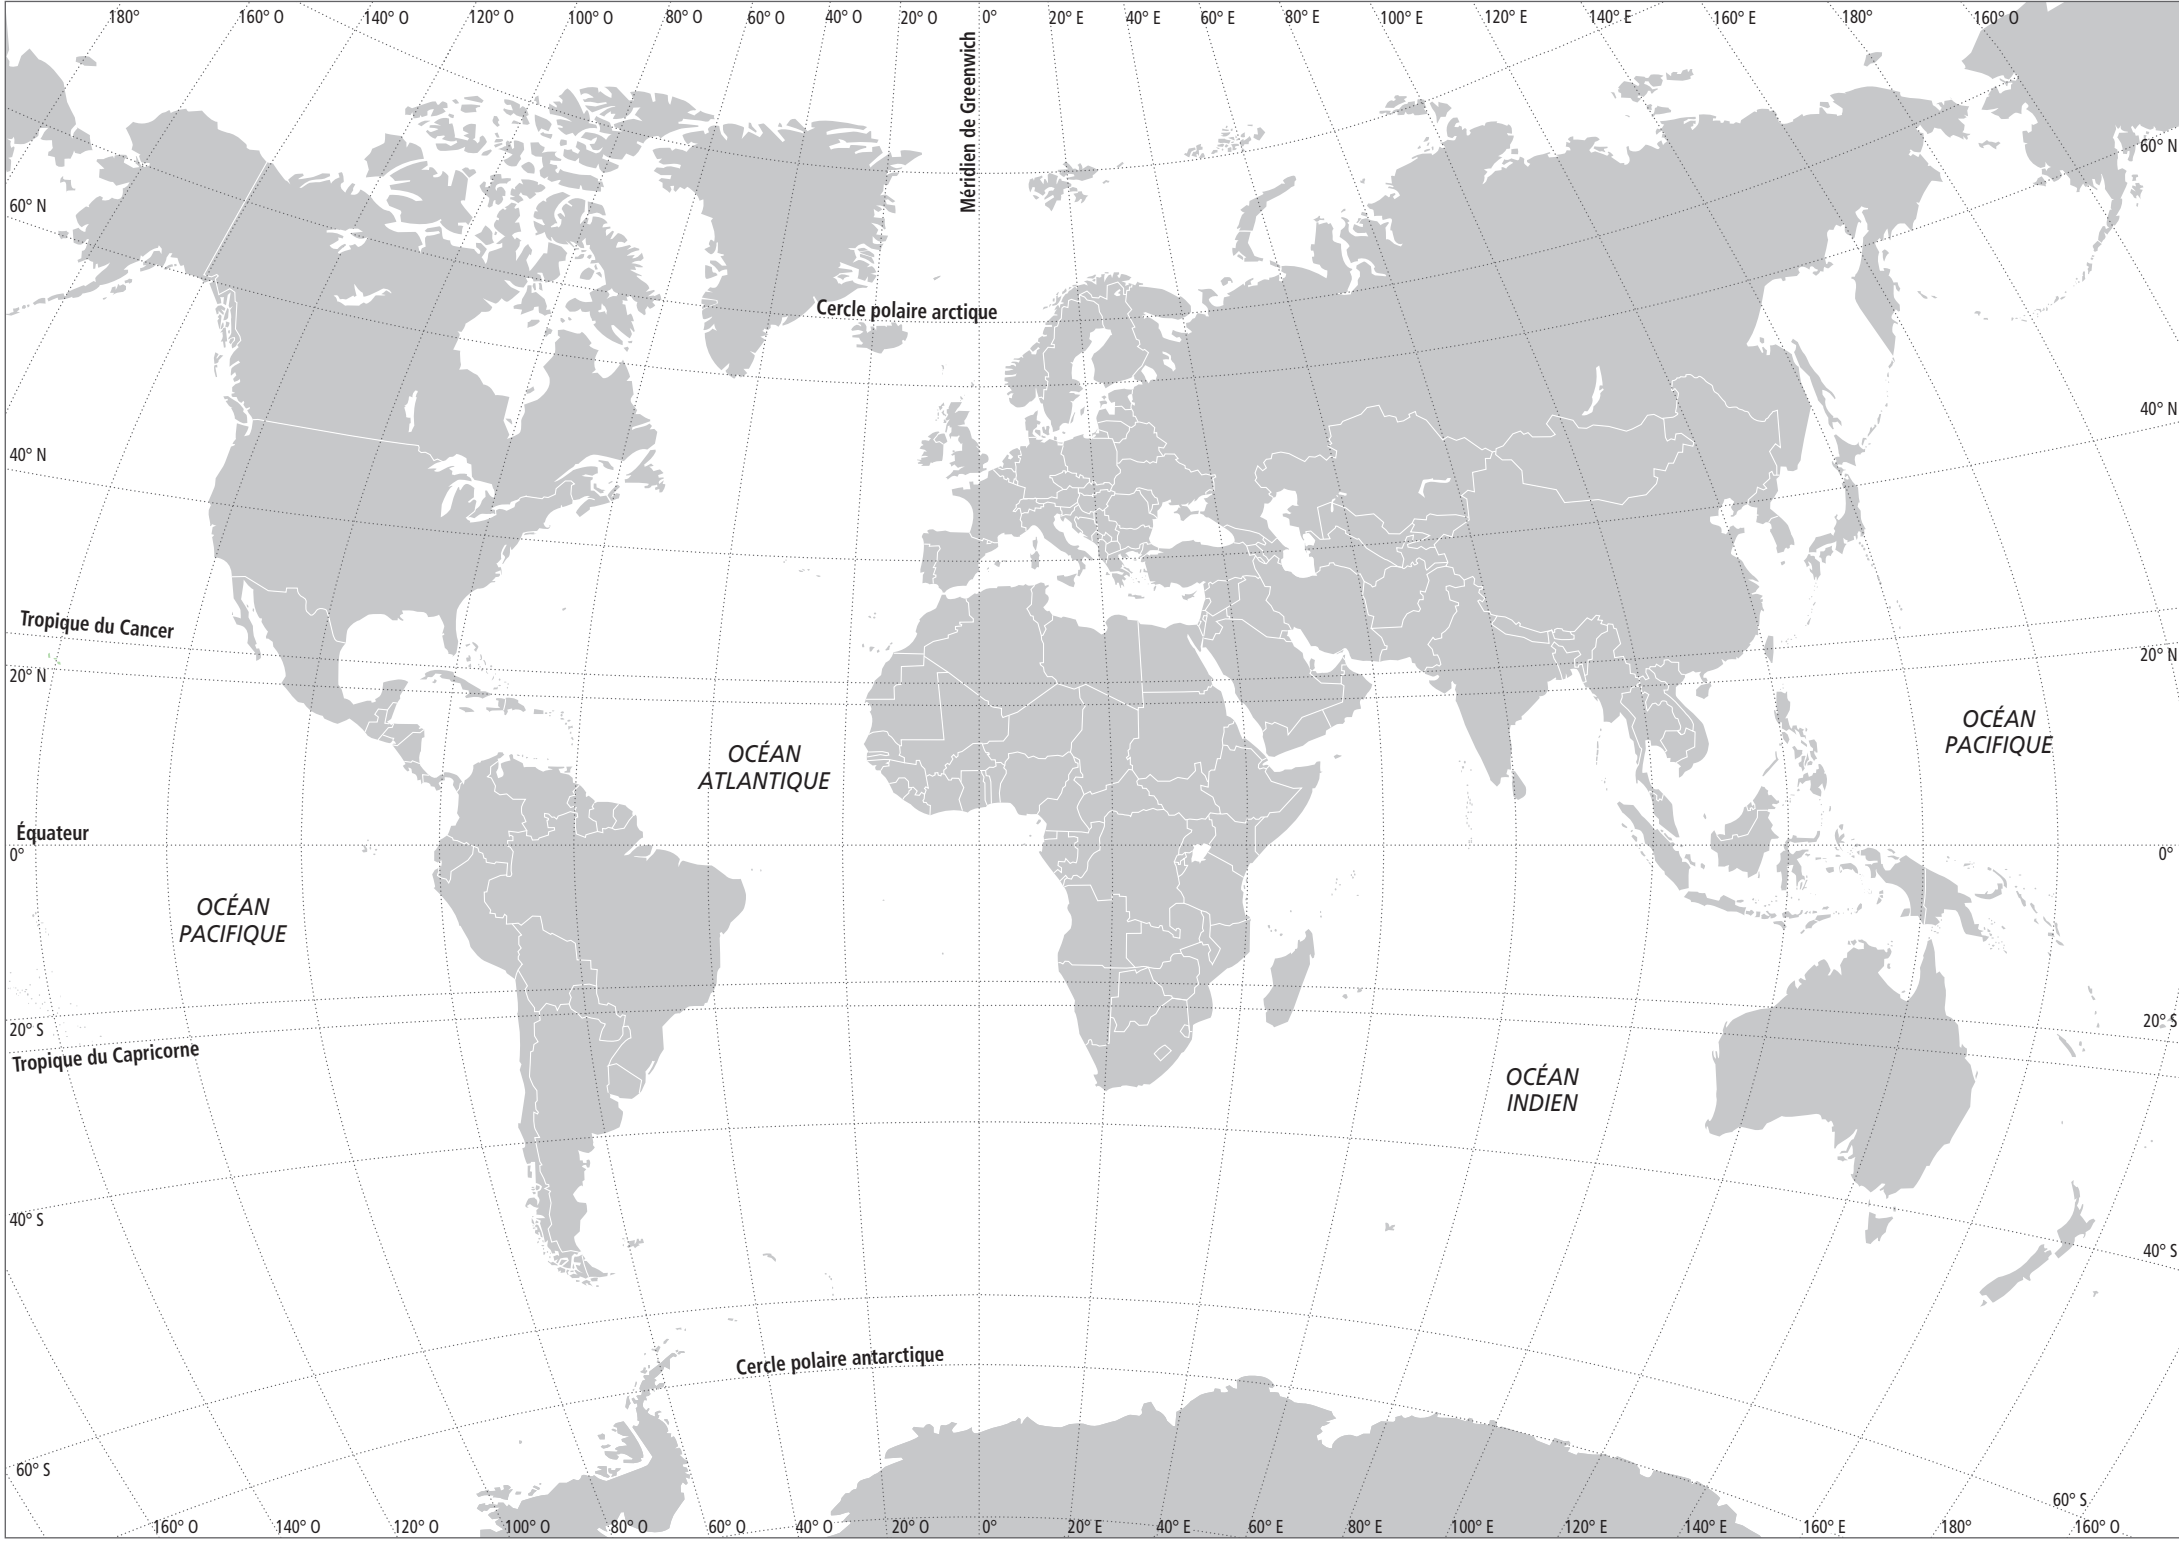 180° 160° O 140° O 120° O 100° O 80° O 60° O 40° O 20° O 0° 20° E 40° E 60° E 80° E 100° E 120° E 140° E 160° E 180° 160° O
Méridien de Greenwich
60° N
60° N
Cercle polaire arctique
40° N
40° N
Tropique du Cancer
20° N
20° N
OCÉAN
PACIFIQUE
OCÉAN
ATLANTIQUE
Équateur
0°
0°
OCÉAN
PACIFIQUE
20° S
20° S
Tropique du Capricorne
OCÉAN
INDIEN
40° S
40° S
Cercle polaire antarctique
60° S
60° S
160° O 140° O 120° O 100° O 80° O 60° O 40° O 20° O 0° 20° E 40° E 60° E 80° E 100° E 120° E 140° E 160° E 180° 160° O